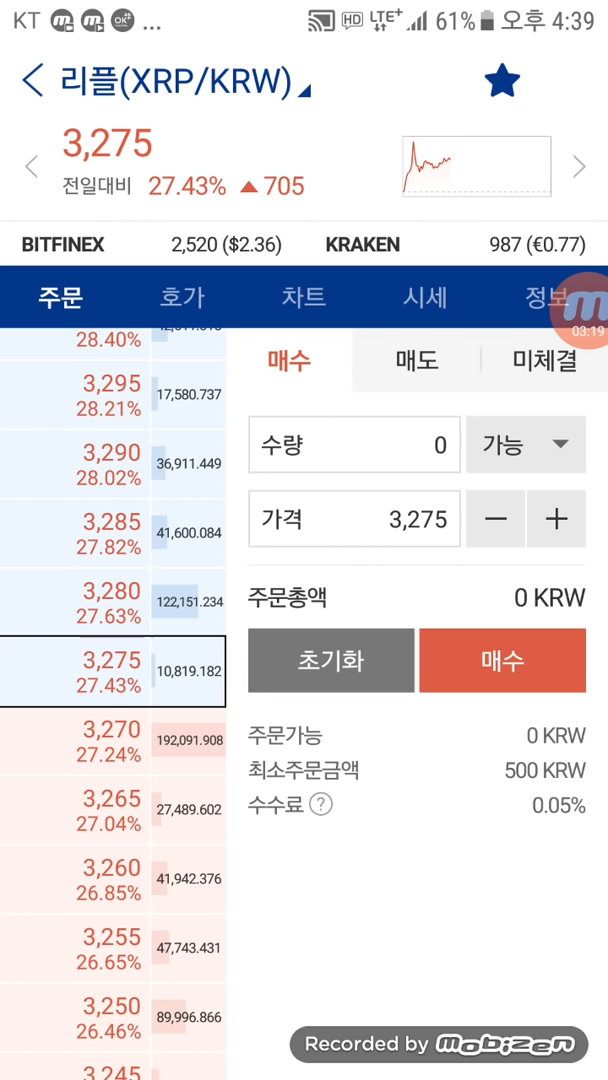 KT ... HD LTE+ 61% 오후 4:39
리플(XRP/KRW)
3,275
전일대비 27.43% ▲ 705
BITFINEX 2,520 ($2.36) KRAKEN 987 (€0.77)
주문 호가 차트 시세 정보
03:19
28.40%
매수 매도 미체결
3,295
28.21%
17,580.737
수량 0 가능
3,290
28.02%
36,911.449
가격 3,275 − +
3,285
27.82%
41,600.084
주문총액 0 KRW
3,280
27.63%
122,151.234
초기화 매수
3,275
27.43%
10,819.182
주문가능 0 KRW
최소주문금액 500 KRW
수수료 ? 0.05%
3,270
27.24%
192,091.908
3,265
27.04%
27,489.602
3,260
26.85%
41,942.376
3,255
26.65%
47,743.431
3,250
26.46%
89,996.866
3,245
Recorded by mobizen